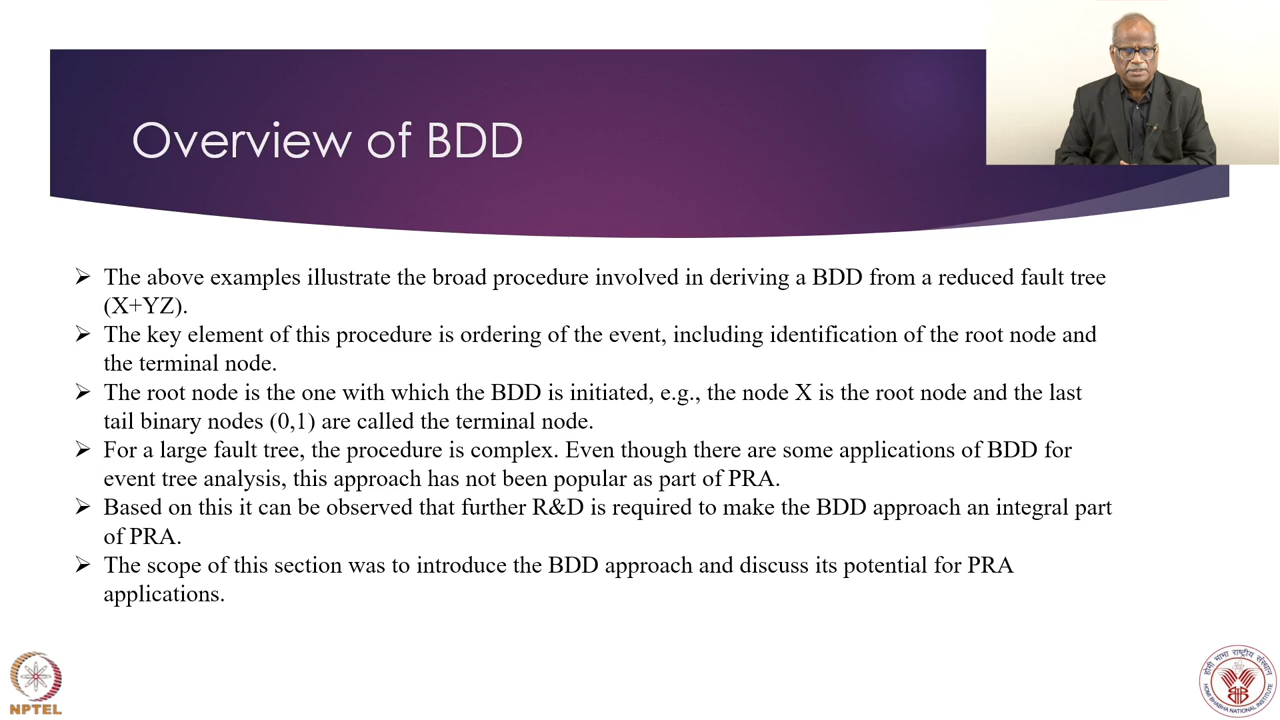 Overview of BDD
➢ The above examples illustrate the broad procedure involved in deriving a BDD from a reduced fault tree
(X+YZ).
➢ The key element of this procedure is ordering of the event, including identification of the root node and
the terminal node.
➢ The root node is the one with which the BDD is initiated, e.g., the node X is the root node and the last
tail binary nodes (0,1) are called the terminal node.
➢ For a large fault tree, the procedure is complex. Even though there are some applications of BDD for
event tree analysis, this approach has not been popular as part of PRA.
➢ Based on this it can be observed that further R&D is required to make the BDD approach an integral part
of PRA.
➢ The scope of this section was to introduce the BDD approach and discuss its potential for PRA
applications.
NPTEL
होमी भाभा राष्ट्रीय संस्थान
HOMI BHABHA NATIONAL INSTITUTE